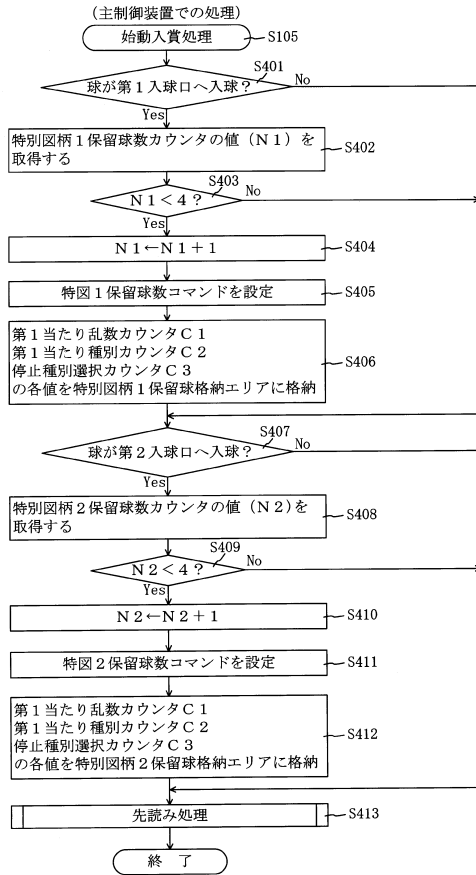 (主制御装置での処理)
始動入賞処理
S105
球が第1入球口へ入球?
S401
No
Yes
特別図柄1保留球数カウンタの値(N1)を
取得する
S402
N1<4?
S403
No
Yes
N1←N1+1
S404
特図1保留球数コマンドを設定
S405
第1当たり乱数カウンタC1
第1当たり種別カウンタC2
停止種別選択カウンタC3
の各値を特別図柄1保留球格納エリアに格納
S406
球が第2入球口へ入球?
S407
No
Yes
特別図柄2保留球数カウンタの値(N2)を
取得する
S408
N2<4?
S409
No
Yes
N2←N2+1
S410
特図2保留球数コマンドを設定
S411
第1当たり乱数カウンタC1
第1当たり種別カウンタC2
停止種別選択カウンタC3
の各値を特別図柄2保留球格納エリアに格納
S412
先読み処理
S413
終 了